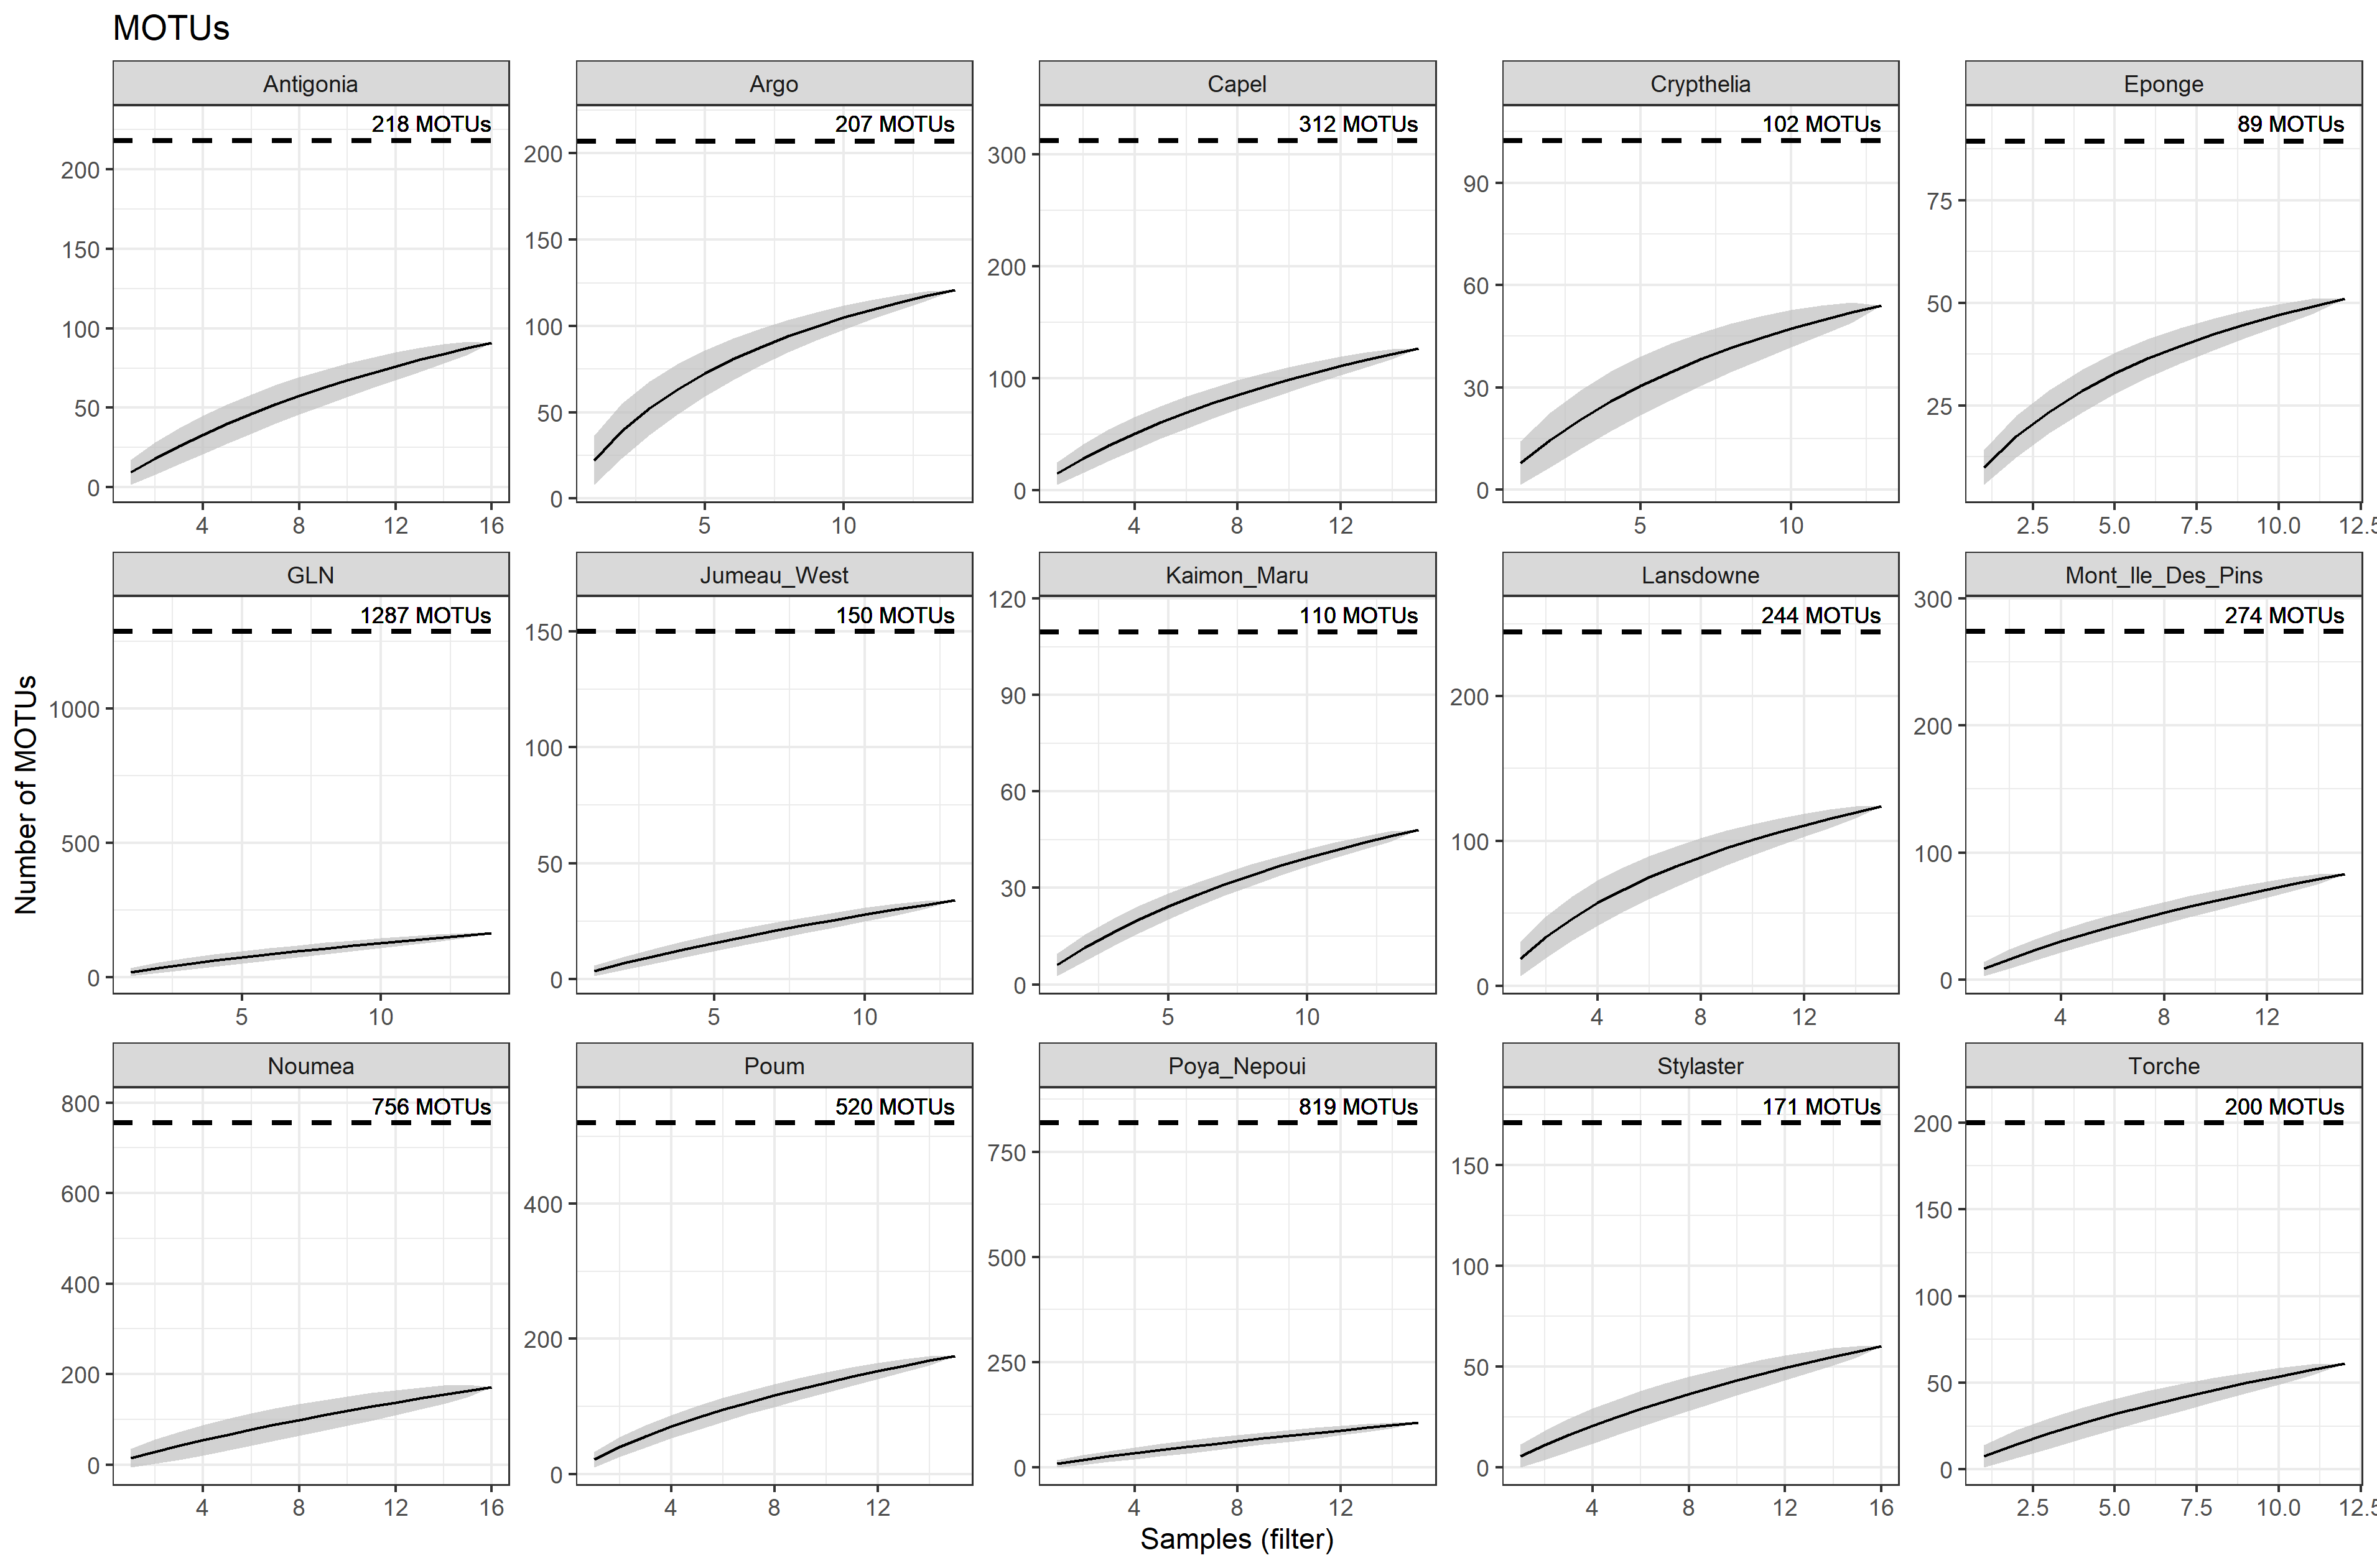 MOTUs
Antigonia
Argo
Capel
Crypthelia
Eponge
218 MOTUs
207 MOTUs
312 MOTUs
102 MOTUs
89 MOTUs
200
150
100
50
0
200
150
100
50
0
300
200
100
0
90
60
30
0
75
50
25
4 8 12 16
5 10
4 8 12
5 10
2.5 5.0 7.5 10.0 12.5
GLN
Jumeau_West
Kaimon_Maru
Lansdowne
Mont_Ile_Des_Pins
1287 MOTUs
150 MOTUs
110 MOTUs
244 MOTUs
274 MOTUs
Number of MOTUs
1000
500
0
150
100
50
0
120
90
60
30
0
200
100
0
300
200
100
0
5 10
5 10
5 10
4 8 12
4 8 12
Noumea
Poum
Poya_Nepoui
Stylaster
Torche
756 MOTUs
520 MOTUs
819 MOTUs
171 MOTUs
200 MOTUs
800
600
400
200
0
400
200
0
750
500
250
0
150
100
50
0
200
150
100
50
0
4 8 12 16
4 8 12
4 8 12
4 8 12 16
2.5 5.0 7.5 10.0 12.5
Samples (filter)